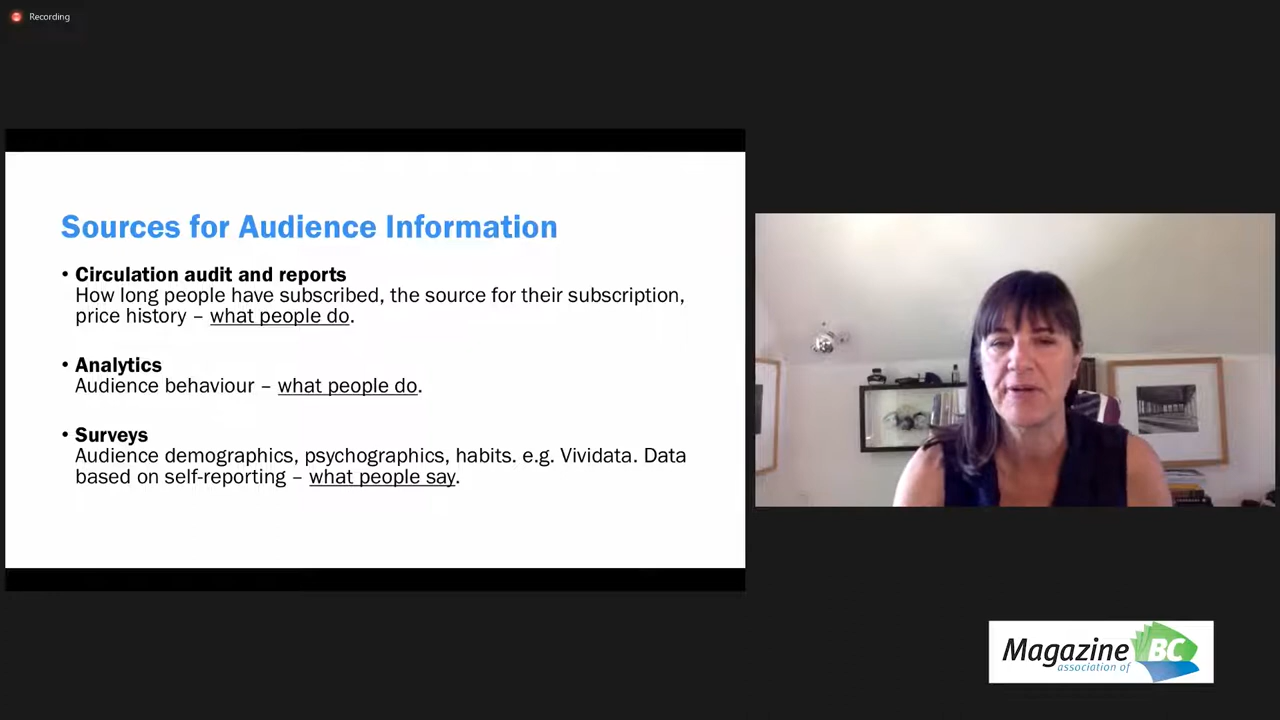 Recording
Sources for Audience Information
• Circulation audit and reports
How long people have subscribed, the source for their subscription,
price history – what people do.
• Analytics
Audience behaviour – what people do.
• Surveys
Audience demographics, psychographics, habits. e.g. Vividata. Data
based on self-reporting – what people say.
Magazine BC
association of